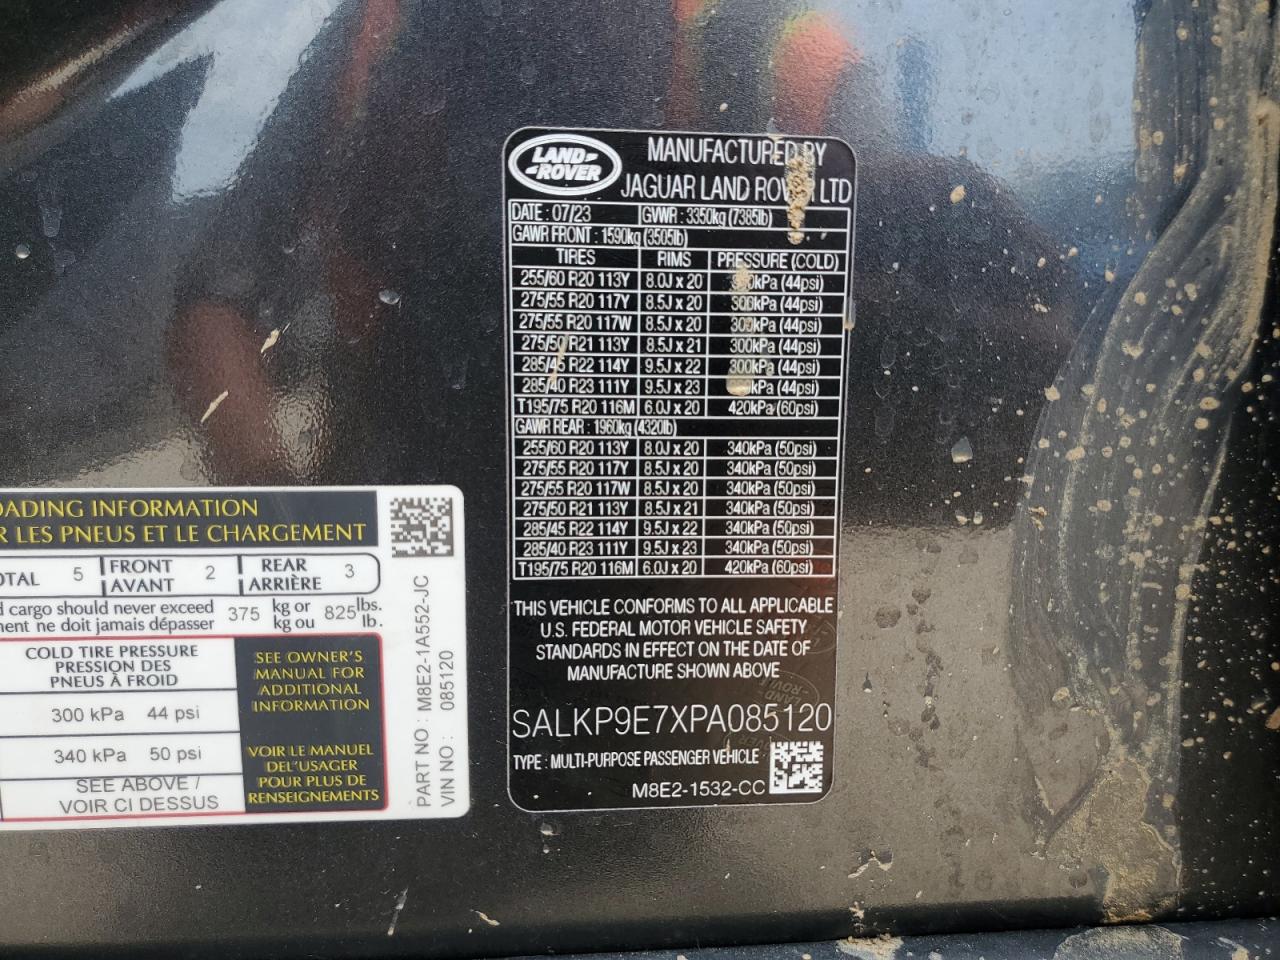 LAND-
-ROVER
MANUFACTURED BY
JAGUAR LAND ROVER LTD
DATE : 07/23 GVWR : 3350kg (7385lb)
GAWR FRONT : 1590kg (3505lb)
TIRES RIMS PRESSURE (COLD)
255/60 R20 113Y 8.0J x 20 300kPa (44psi)
275/55 R20 117Y 8.5J x 20 300kPa (44psi)
275/55 R20 117W 8.5J x 20 300kPa (44psi)
275/50 R21 113Y 8.5J x 21 300kPa (44psi)
285/45 R22 114Y 9.5J x 22 300kPa (44psi)
285/40 R23 111Y 9.5J x 23 300kPa (44psi)
T195/75 R20 116M 6.0J x 20 420kPa (60psi)
GAWR REAR : 1960kg (4320lb)
255/60 R20 113Y 8.0J x 20 340kPa (50psi)
275/55 R20 117Y 8.5J x 20 340kPa (50psi)
275/55 R20 117W 8.5J x 20 340kPa (50psi)
275/50 R21 113Y 8.5J x 21 340kPa (50psi)
285/45 R22 114Y 9.5J x 22 340kPa (50psi)
285/40 R23 111Y 9.5J x 23 340kPa (50psi)
T195/75 R20 116M 6.0J x 20 420kPa (60psi)
THIS VEHICLE CONFORMS TO ALL APPLICABLE
U.S. FEDERAL MOTOR VEHICLE SAFETY
STANDARDS IN EFFECT ON THE DATE OF
MANUFACTURE SHOWN ABOVE
SALKP9E7XPA085120
TYPE : MULTI-PURPOSE PASSENGER VEHICLE
M8E2-1532-CC
OADING INFORMATION
R LES PNEUS ET LE CHARGEMENT
OTAL 5 FRONT AVANT 2 REAR ARRIÈRE 3
d cargo should never exceed 375 kg or 825 lbs.
ment ne doit jamais dépasser kg ou lb.
COLD TIRE PRESSURE
PRESSION DES
PNEUS À FROID
300 kPa 44 psi
340 kPa 50 psi
SEE ABOVE /
VOIR CI DESSUS
SEE OWNER'S
MANUAL FOR
ADDITIONAL
INFORMATION
VOIR LE MANUEL
DEL'USAGER
POUR PLUS DE
RENSEIGNEMENTS
PART NO : M8E2-1A552-JC
VIN NO : 085120